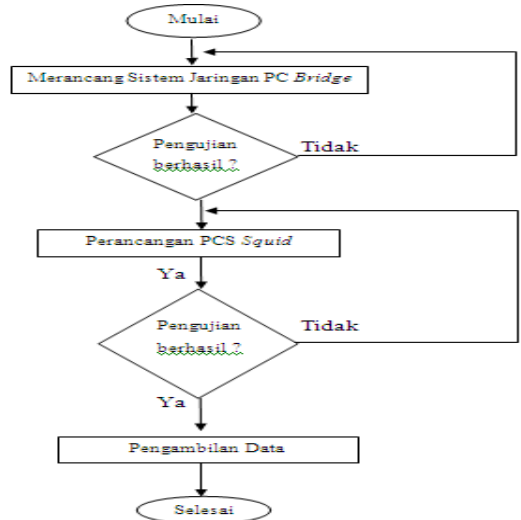 Mulai
Merancang Sistem Jaringan PC Bridge
Pengujian
berhasil ?
Tidak
Perancangan PCS Squid
Ya
Pengujian
berhasil ?
Tidak
Ya
Pengambilan Data
Selesai